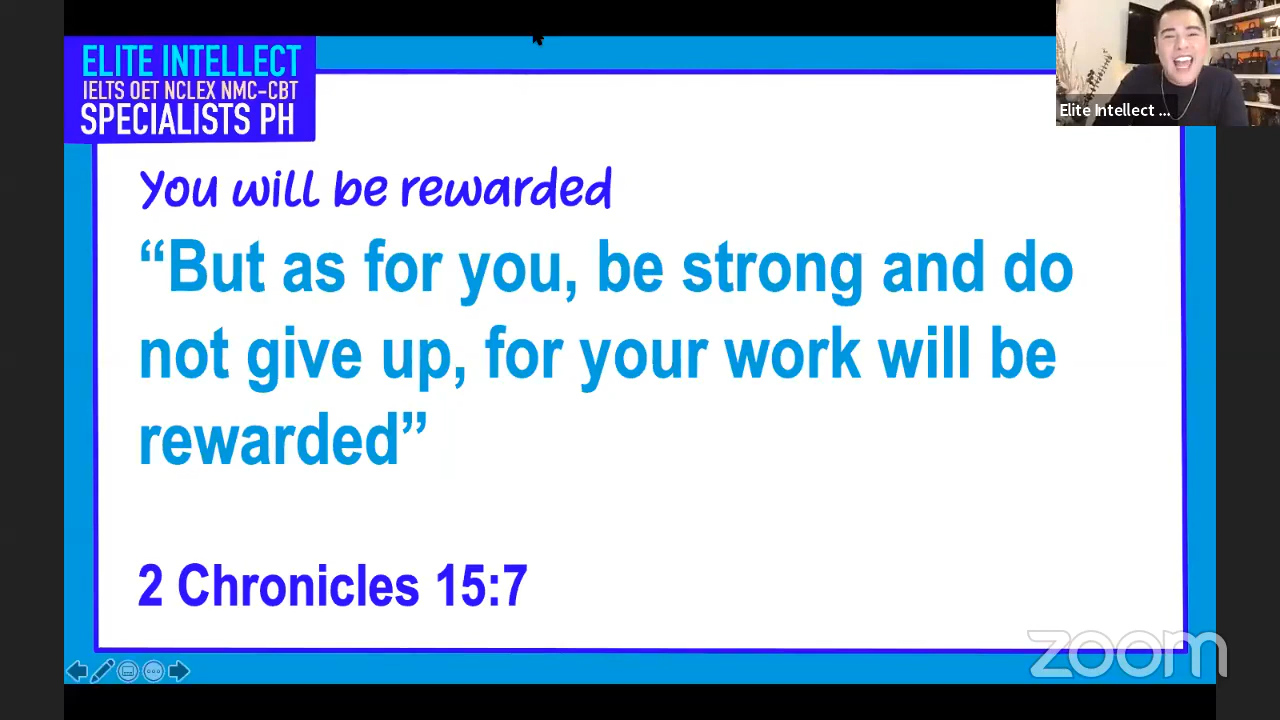 ELITE INTELLECT
IELTS OET NCLEX NMC-CBT
SPECIALISTS PH
Elite Intellect ...
You will be rewarded
“But as for you, be strong and do
not give up, for your work will be
rewarded”
2 Chronicles 15:7
zoom